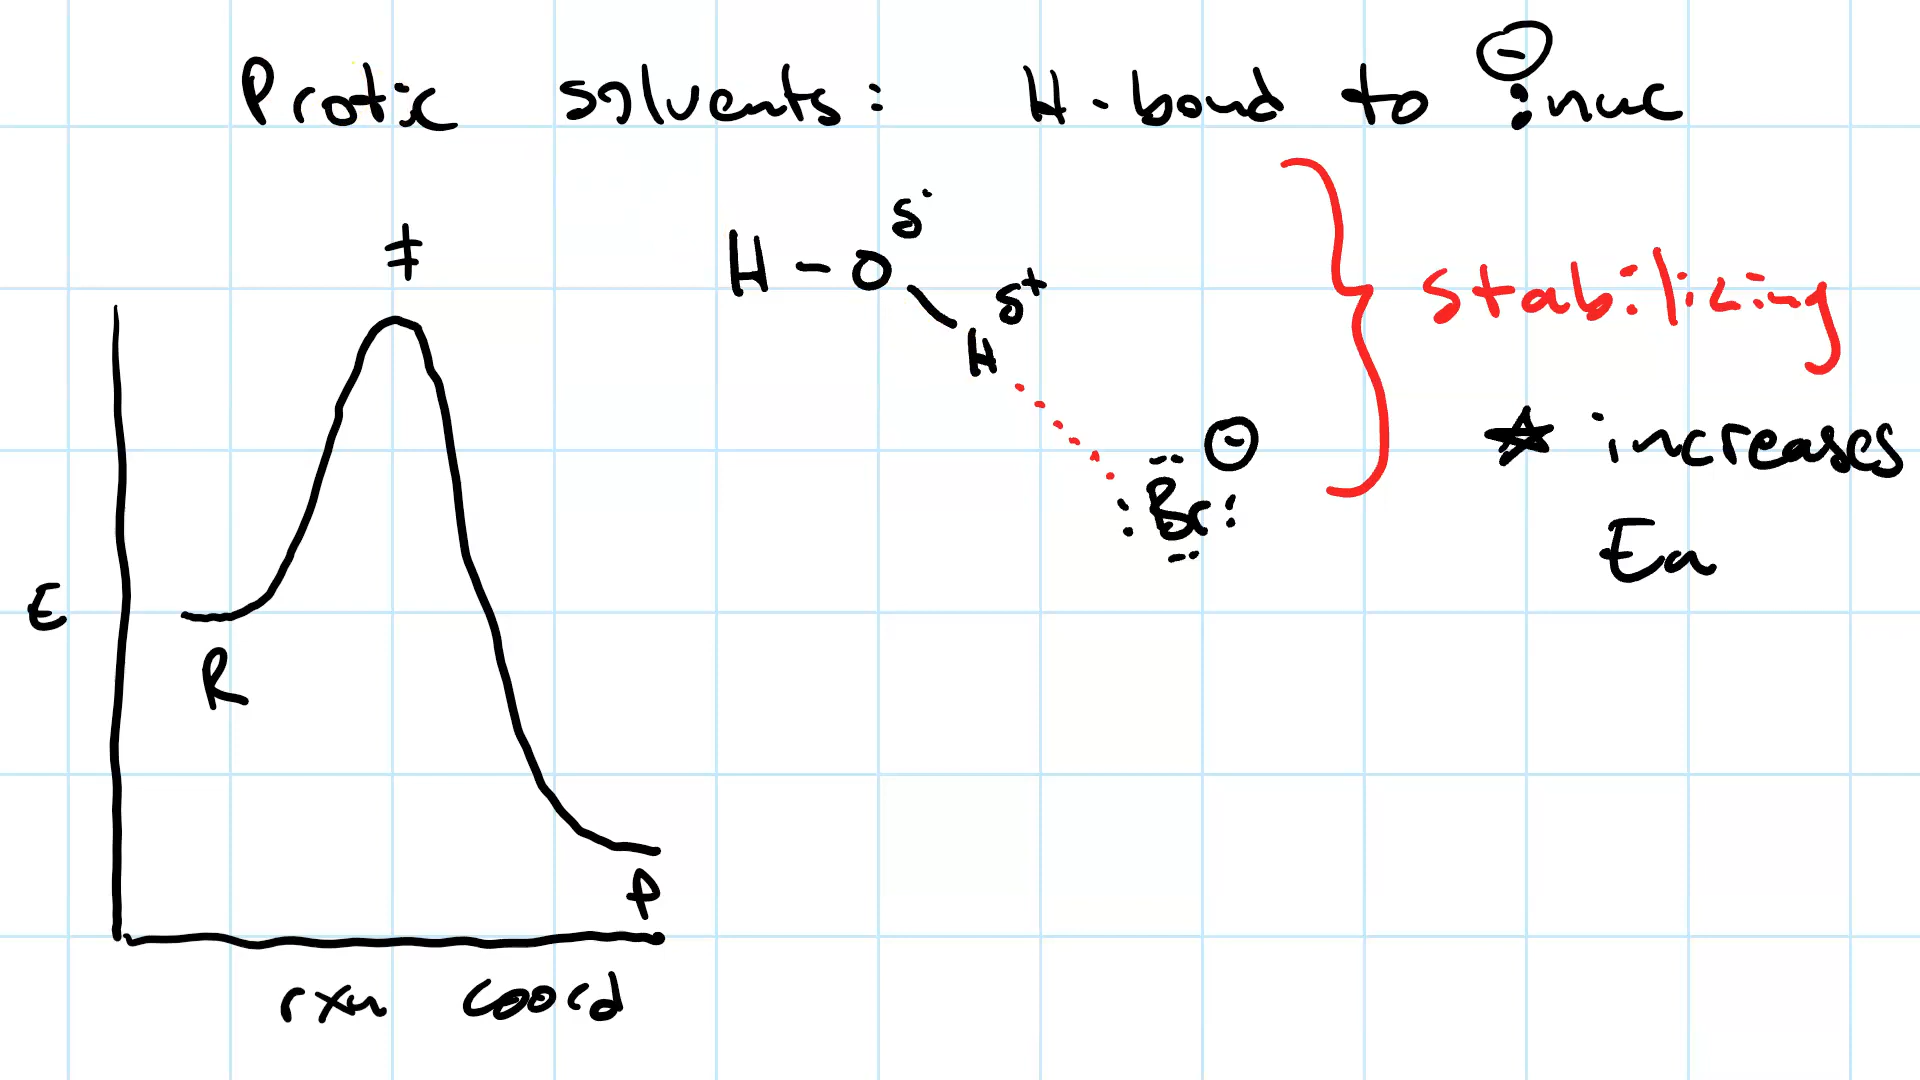 Protic solvents: H-bond to ⊖:nuc
‡
H-O δ-
H δ+
:Br: ⊖
stabilizing
★ increases
Ea
E
R
P
rxn coord